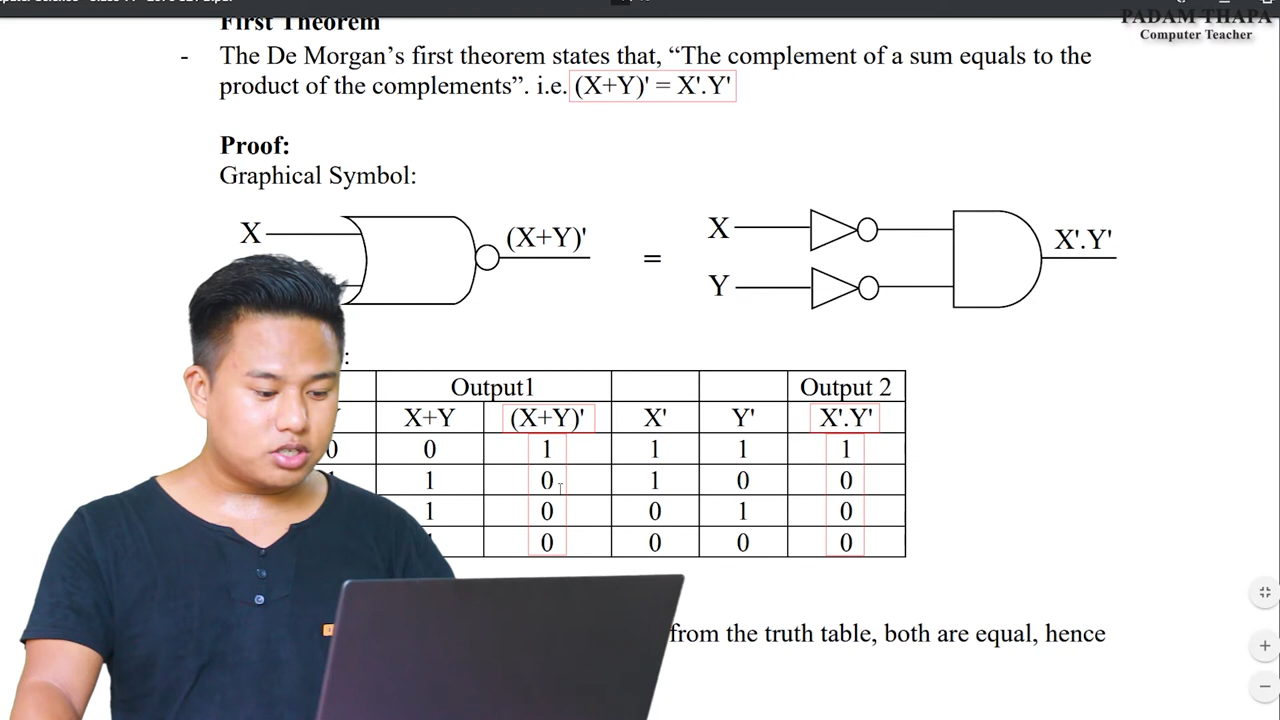 First Theorem
PADAM THAPA
Computer Teacher
- The De Morgan's first theorem states that, “The complement of a sum equals to the
product of the complements”. i.e. (X+Y)' = X'.Y'
Proof:
Graphical Symbol:
X (X+Y)' = X X'.Y'
Y
:
Output1 Output 2
X+Y (X+Y)' X' Y' X'.Y'
0 0 1 1 1 1
1 0 1 0 0
1 0 0 1 0
0 0 0 0
from the truth table, both are equal, hence